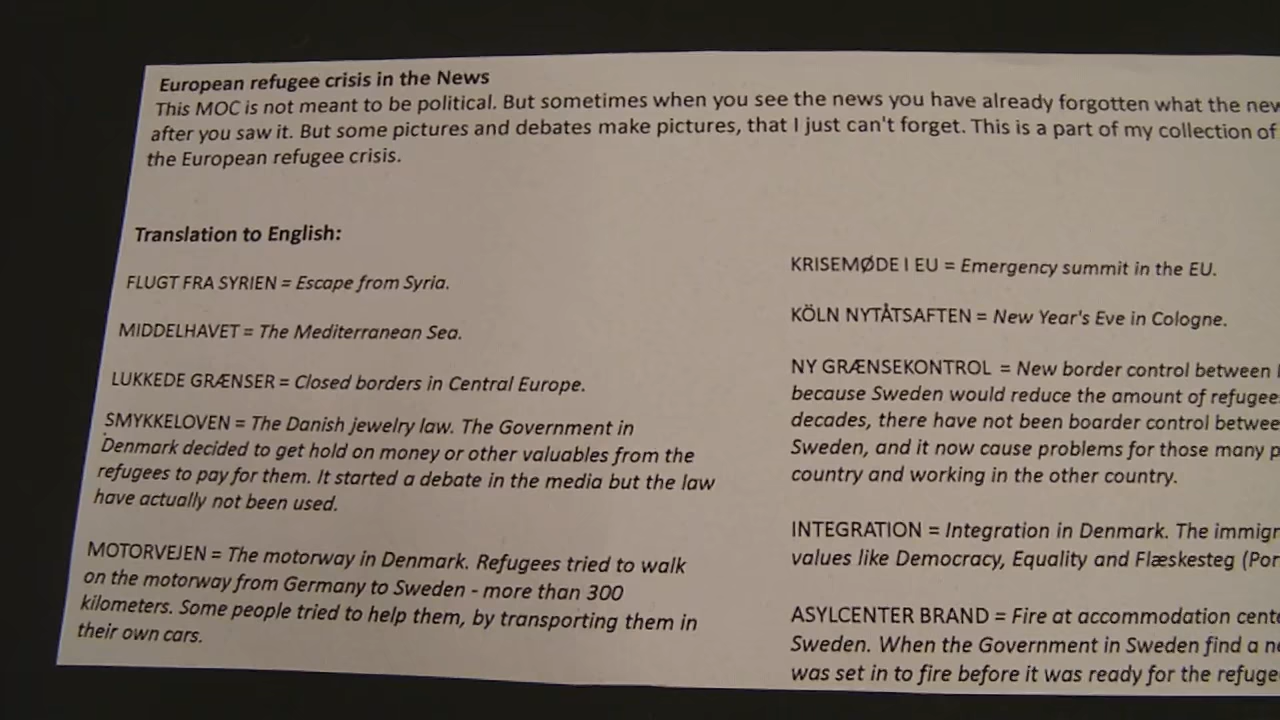 European refugee crisis in the News
This MOC is not meant to be political. But sometimes when you see the news you have already forgotten what the
after you saw it. But some pictures and debates make pictures, that I just can't forget. This is a part of my collection of
the European refugee crisis.
Translation to English:
FLUGT FRA SYRIEN = Escape from Syria.
MIDDELHAVET = The Mediterranean Sea.
LUKKEDE GRÆNSER = Closed borders in Central Europe.
SMYKKELOVEN = The Danish jewelry law. The Government in
Denmark decided to get hold on money or other valuables from the
refugees to pay for them. It started a debate in the media but the law
have actually not been used.
MOTORVEJEN = The motorway in Denmark. Refugees tried to walk
on the motorway from Germany to Sweden - more than 300
kilometers. Some people tried to help them, by transporting them in
their own cars.
KRISEMØDE I EU = Emergency summit in the EU.
KÖLN NYTÅTSAFTEN = New Year's Eve in Cologne.
NY GRÆNSEKONTROL = New border control between
because Sweden would reduce the amount of
decades, there have not been boarder control
Sweden, and it now cause problems for those many
country and working in the other country.
INTEGRATION = Integration in Denmark. The
values like Democracy, Equality and Flæskesteg
ASYLCENTER BRAND = Fire at accommodation
Sweden. When the Government in Sweden find a
was set in to fire before it was ready for the